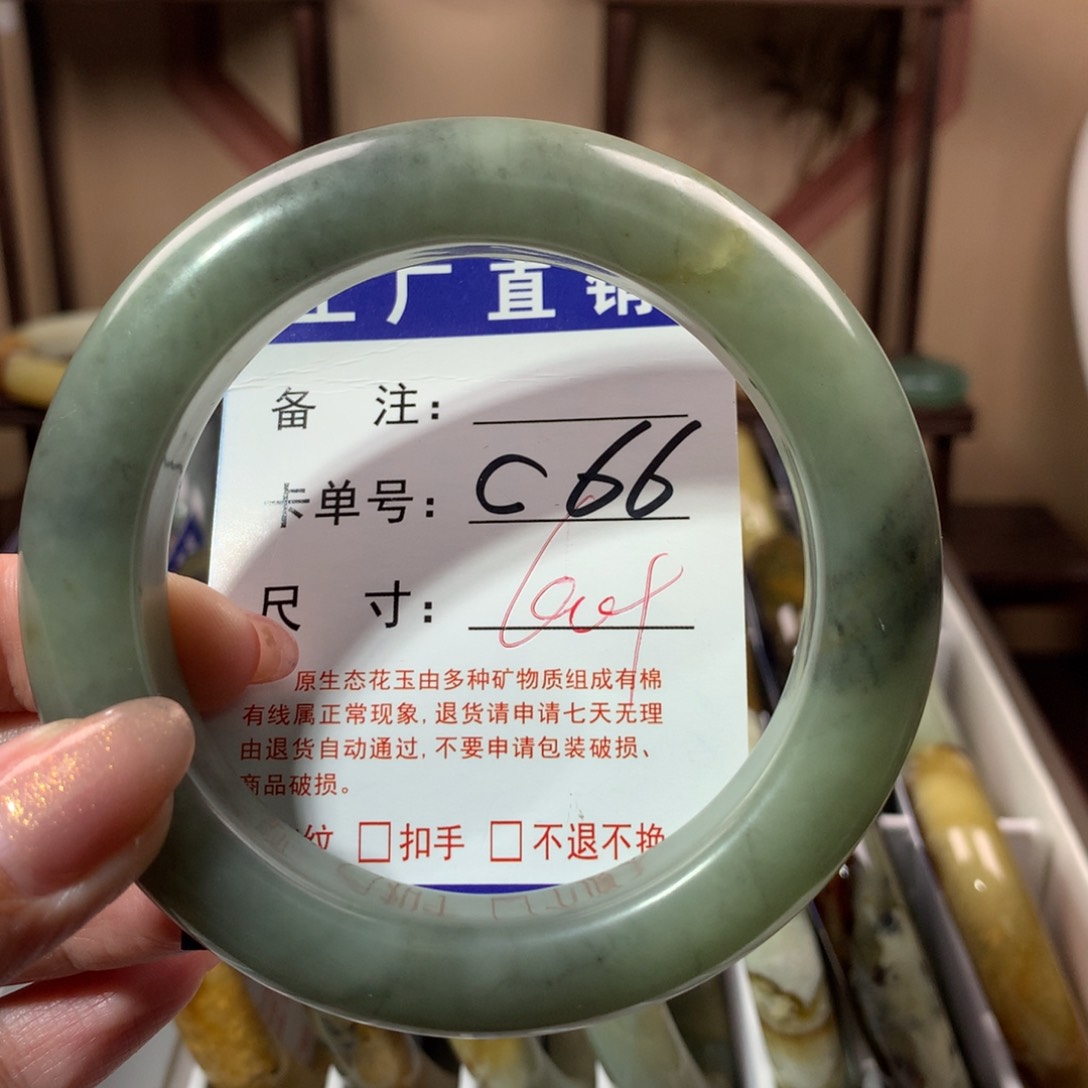 工厂直销
备 注：
卡单号：C66
尺 寸：
原生态花玉由多种矿物质组成有棉
有线属正常现象，退货请申请七天无理
由退货自动通过，不要申请包装破损、
商品破损。
纹 □扣手 □不退不换